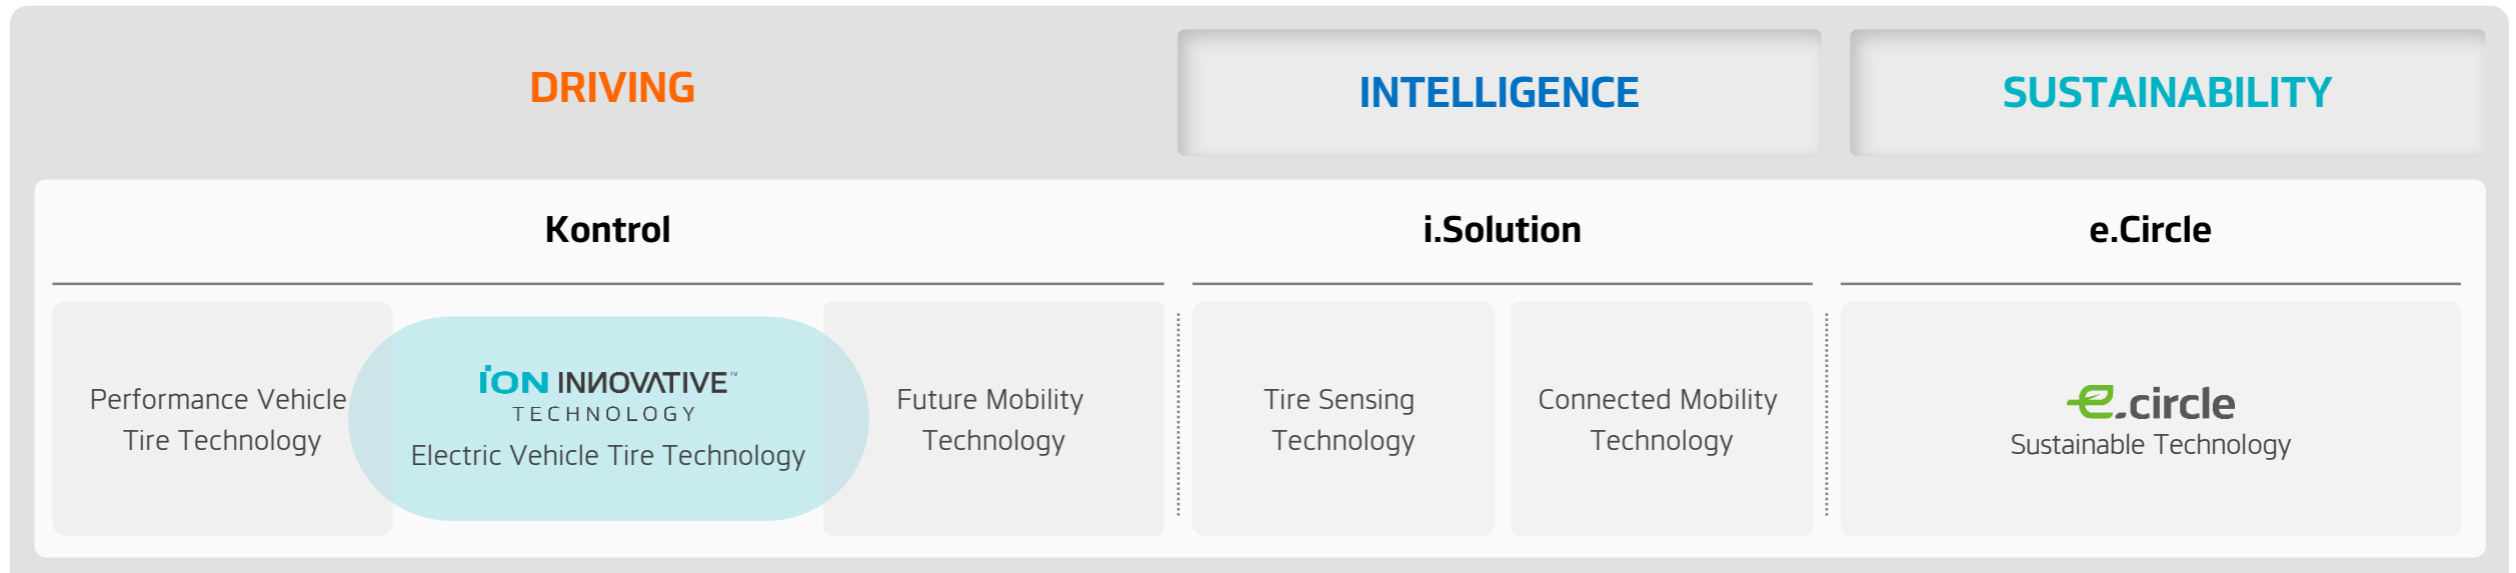 DRIVING
INTELLIGENCE
SUSTAINABILITY
Kontrol
i.Solution
e.Circle
Performance Vehicle
Tire Technology
iON INNOVATIVE™
TECHNOLOGY
Electric Vehicle Tire Technology
Future Mobility
Technology
Tire Sensing
Technology
Connected Mobility
Technology
e.circle
Sustainable Technology